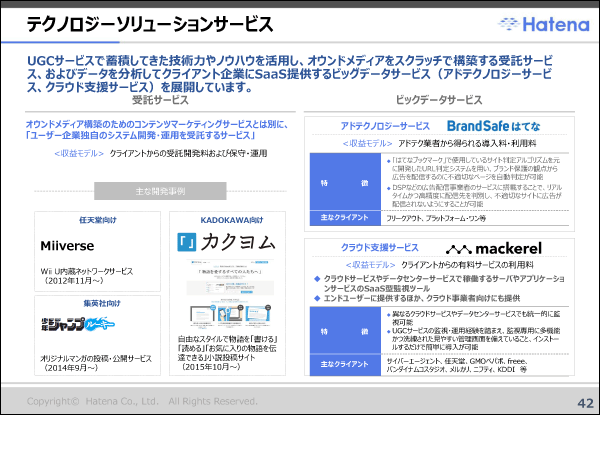 テクノロジーソリューションサービス
Hatena
UGCサービスで蓄積してきた技術力やノウハウを活用し、オウンドメディアをスクラッチで構築する受託サービ
ス、およびデータを分析してクライアント企業にSaaS提供するビックデータサービス（アドテクノロジーサービ
ス、クラウド支援サービス）を展開しています。
受託サービス
オウンドメディア構築のためのコンテンツマーケティングサービスとは別に、
「ユーザー企業独自のシステム開発・運用を受託するサービス」
<収益モデル> クライアントからの受託開発料および保守・運用
主な開発事例
任天堂向け
Miiverse
Wii U内蔵ネットワークサービス
（2012年11月～）
集英社向け
少年ジャンプルーキー
オリジナルマンガの投稿・公開サービス
（2014年9月～）
KADOKAWA向け
「」カクヨム
「物語を愛するすべての人たちへ」
自由なスタイルで物語を「書ける」
「読める」「お気に入りの物語を伝
達できる」小説投稿サイト
（2015年10月～）
ビックデータサービス
アドテクノロジーサービス BrandSafe はてな
<収益モデル> アドテク業者から得られる導入料・利用料
特 徴
◆「はてなブックマーク」で使用しているサイト判定アルゴリズムを元
に開発したURL判定システムを用い、ブランド保護の観点から
広告を配信するのに不適切なページを自動判定が可能
◆DSPなどの広告配信事業者のサービスに搭載することで、リアル
タイムかつ高精度に配信先を判別し、不適切なサイトに広告が
配信されないようにすることが可能
主なクライアント
フリークアウト、プラットフォーム・ワン等
クラウド支援サービス mackerel
<収益モデル> クライアントからの有料サービスの利用料
◆ クラウドサービスやデータセンターサービスで稼働するサーバやアプリケーショ
ンサービスのSaaS型監視ツール
◆ エンドユーザーに提供するほか、クラウド事業者向けにも提供
特 徴
◆異なるクラウドサービスやデータセンターサービスでも統一的に監
視可能
◆UGCサービスの監視・運用経験を踏まえ、監視専用に多機能
かつ洗練された見やすい管理画面を備えていること、インストー
ルするだけで簡単に導入が可能
主なクライアント
サイバーエージェント、任天堂、GMOペパボ、freee、
バンダイナムコスタジオ、メルカリ、ニフティ、KDDI 等
Copyright© Hatena Co., Ltd. All Rights Reserved.
42